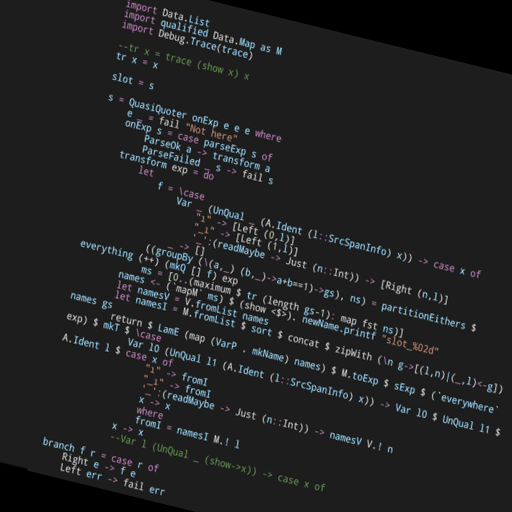 import Data.List
import qualified Data.Map as M
import Debug.Trace(trace)
--tr x = trace (show x) x
tr x = x
slot = s
s = QuasiQuoter onExp e e e where
e _ = fail "Not here"
onExp s = case parseExp s of
ParseOk a -> transform a
ParseFailed _ s -> fail s
transform exp = do
let
f = \case
Var _ (UnQual _ (A.Ident (l::SrcSpanInfo) x)) -> case x of
"i" -> [Left (0,l)]
"_i" -> [Left (1,l)]
'_':(readMaybe -> Just (n::Int)) -> [Right (n,l)]
_ -> []
((groupBy (\(a,_) (b,_)->a+b==1)->gs), ns) = partitionEithers $
everything (++) (mkQ [] f) exp
ms = [0..(maximum $ tr (length gs-1): map fst ns)]
names <- (`mapM` ms) $ (show <$>). newName.printf "slot_%02d"
let namesV = V.fromList names
let namesI = M.fromList $ sort $ concat $ zipWith (\n g->[(l,n)|(_,l)<-g])
names gs
return $ LamE (map (VarP . mkName) names) $ M.toExp $ sExp $ (`everywhere`
exp) $ mkT $ \case
Var l0 (UnQual l1 (A.Ident (l::SrcSpanInfo) x)) -> Var l0 $ UnQual l1 $
A.Ident l $ case x of
"i" -> fromI
"_i" -> fromI
'_':(readMaybe -> Just (n::Int)) -> namesV V.! n
x -> x
where
fromI = namesI M.! l
x -> x
--Var l (UnQual _ (show->x)) -> case x of
branch f r = case r of
Right e -> f e
Left err -> fail err